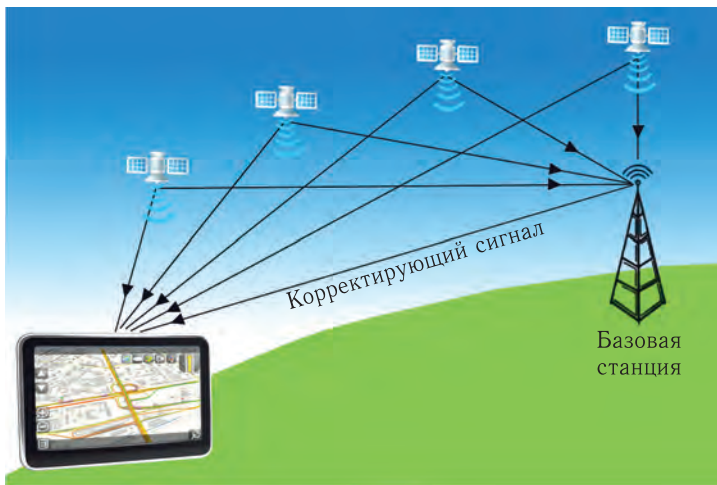 Корректирующий сигнал
Базовая
станция